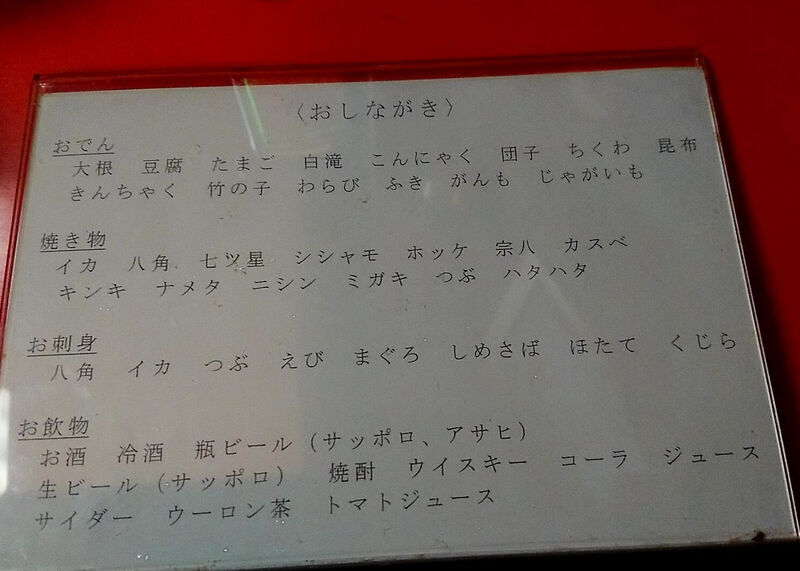 〈おしながき〉
おでん
大根　豆腐　たまご　白滝　こんにゃく　団子　ちくわ　昆布
きんちゃく　竹の子　わらび　ふき　がんも　じゃがいも
焼き物
イカ　八角　七ツ星　シシャモ　ホッケ　宗八　カスベ
キンキ　ナメタ　ニシン　ミガキ　つぶ　ハタハタ
お刺身
八角　イカ　つぶ　えび　まぐろ　しめさば　ほたて　くじら
お飲物
お酒　冷酒　瓶ビール（サッポロ、アサヒ）
生ビール（サッポロ）　焼酎　ウイスキー　コーラ　ジュース
サイダー　ウーロン茶　トマトジュース